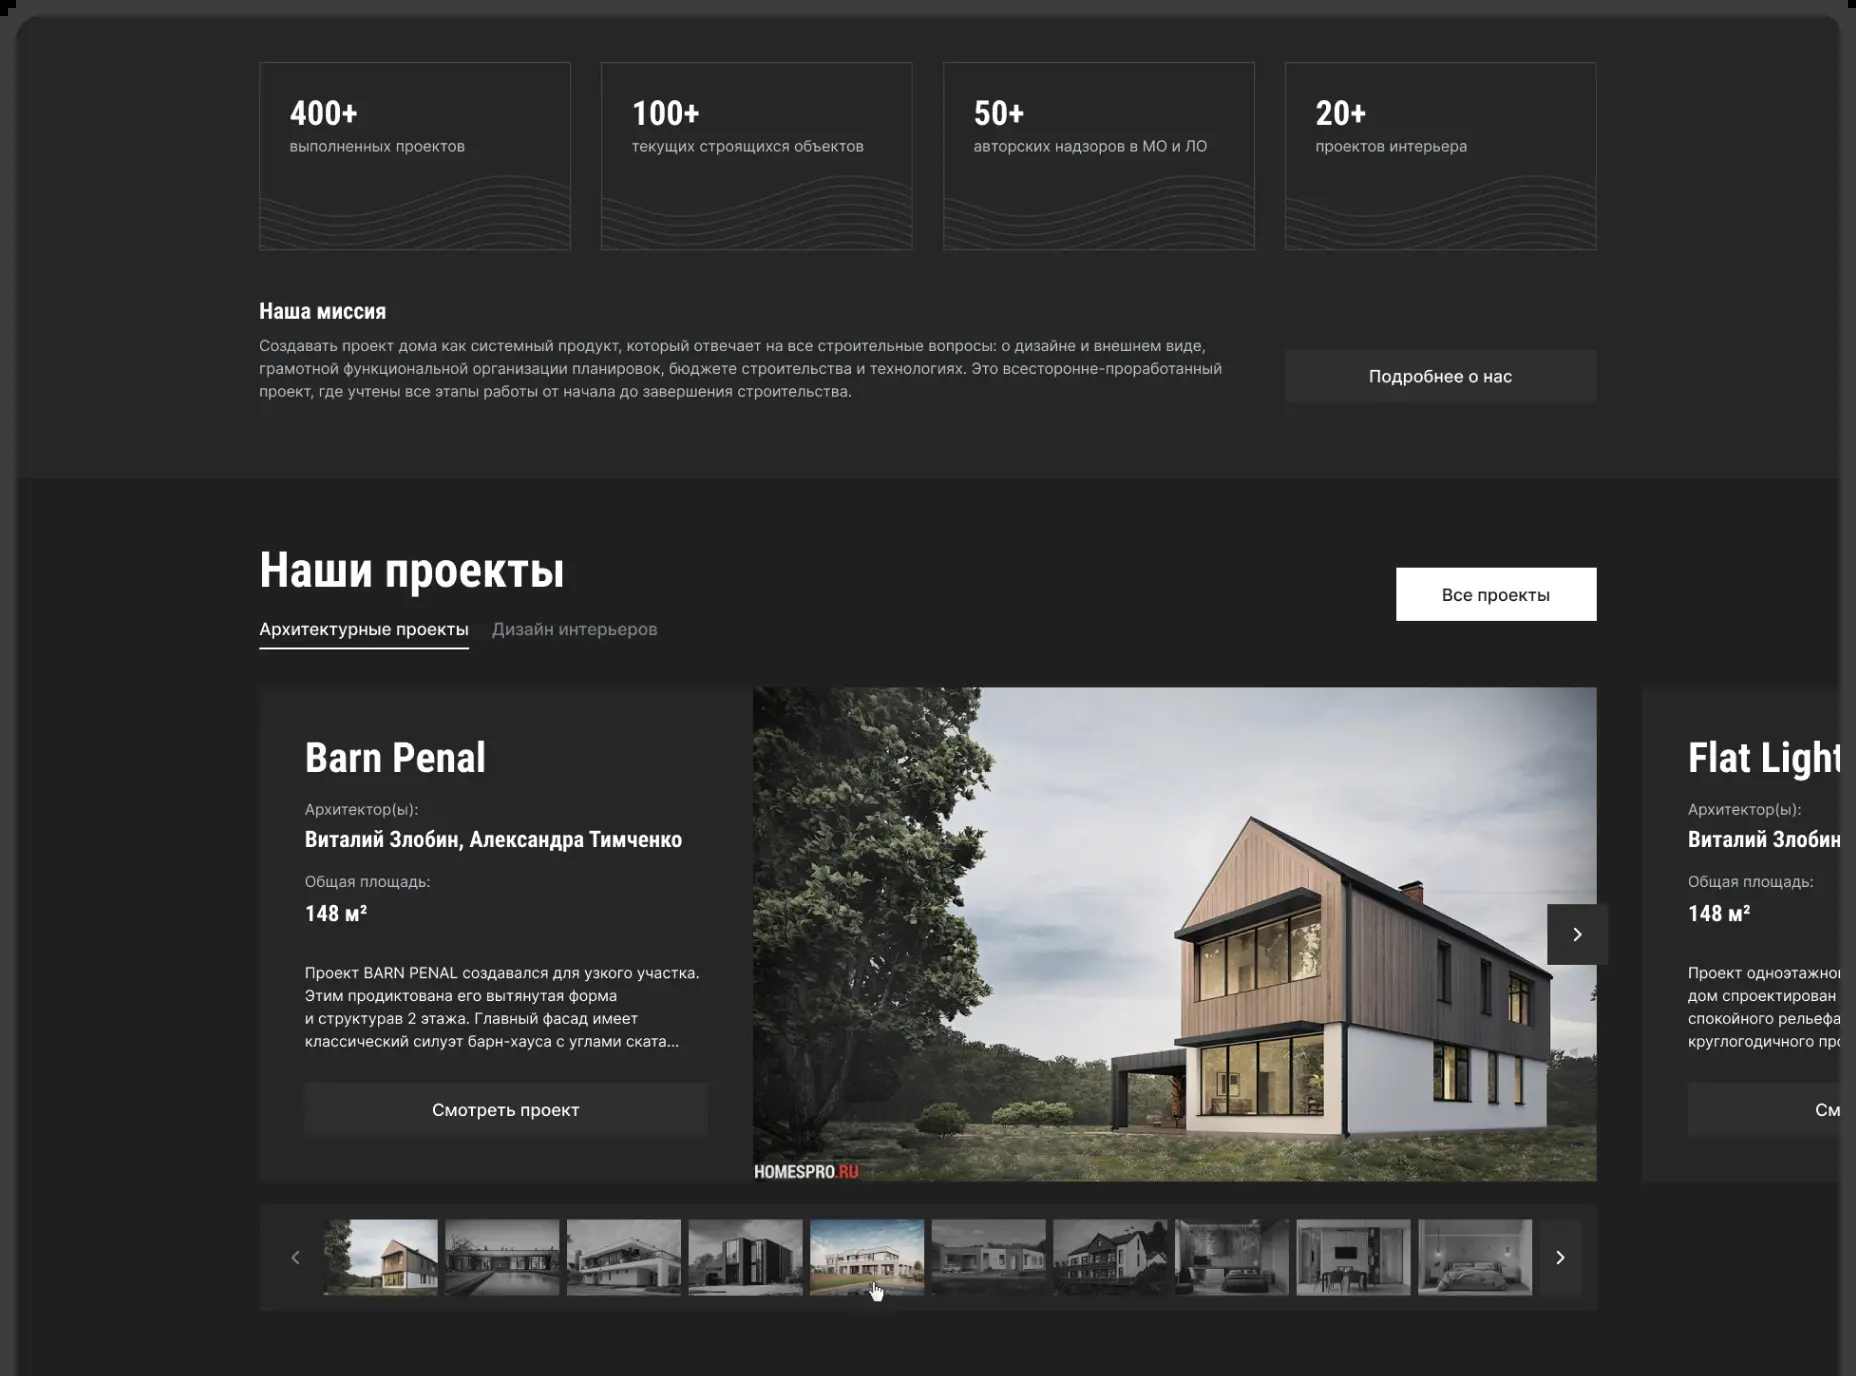 400+
выполненных проектов
100+
текущих строящихся объектов
50+
авторских надзоров в МО и ЛО
20+
проектов интерьера
Наша миссия
Создавать проект дома как системный продукт, который отвечает на все строительные вопросы: о дизайне и внешнем виде,
грамотной функциональной организации планировок, бюджете строительства и технологиях. Это всесторонне-проработанный
проект, где учтены все этапы работы от начала до завершения строительства.
Подробнее о нас
Наши проекты
Все проекты
Архитектурные проекты
Дизайн интерьеров
Barn Penal
Архитектор(ы):
Виталий Злобин, Александра Тимченко
Общая площадь:
148 м²
Проект BARN PENAL создавался для узкого участка.
Этим продиктована его вытянутая форма
и структурав 2 этажа. Главный фасад имеет
классический силуэт барн-хауса с углами ската...
Смотреть проект
HOMESPRO.RU
Flat Light
Архитектор(ы):
Виталий Злобин
Общая площадь:
148 м²
Проект одноэтажно
дом спроектирован
спокойного рельефа
круглогодичного про
См